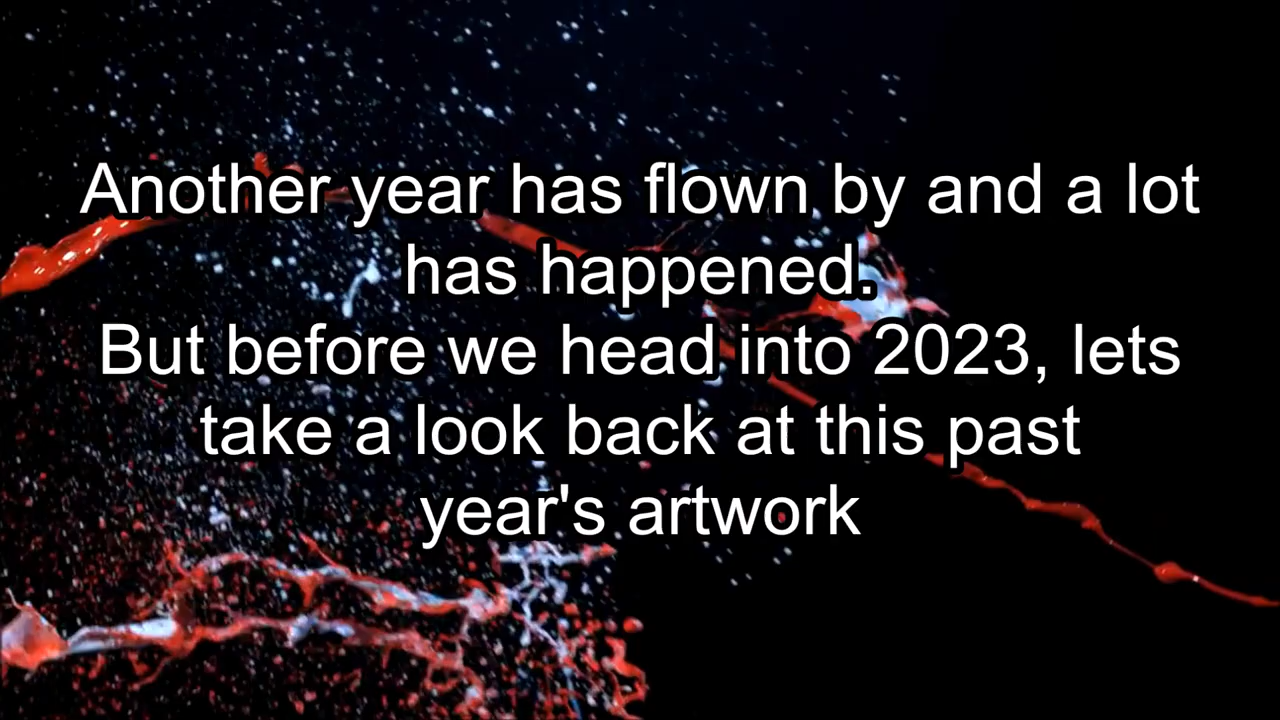 Another year has flown by and a lot
has happened.
But before we head into 2023, lets
take a look back at this past
year's artwork